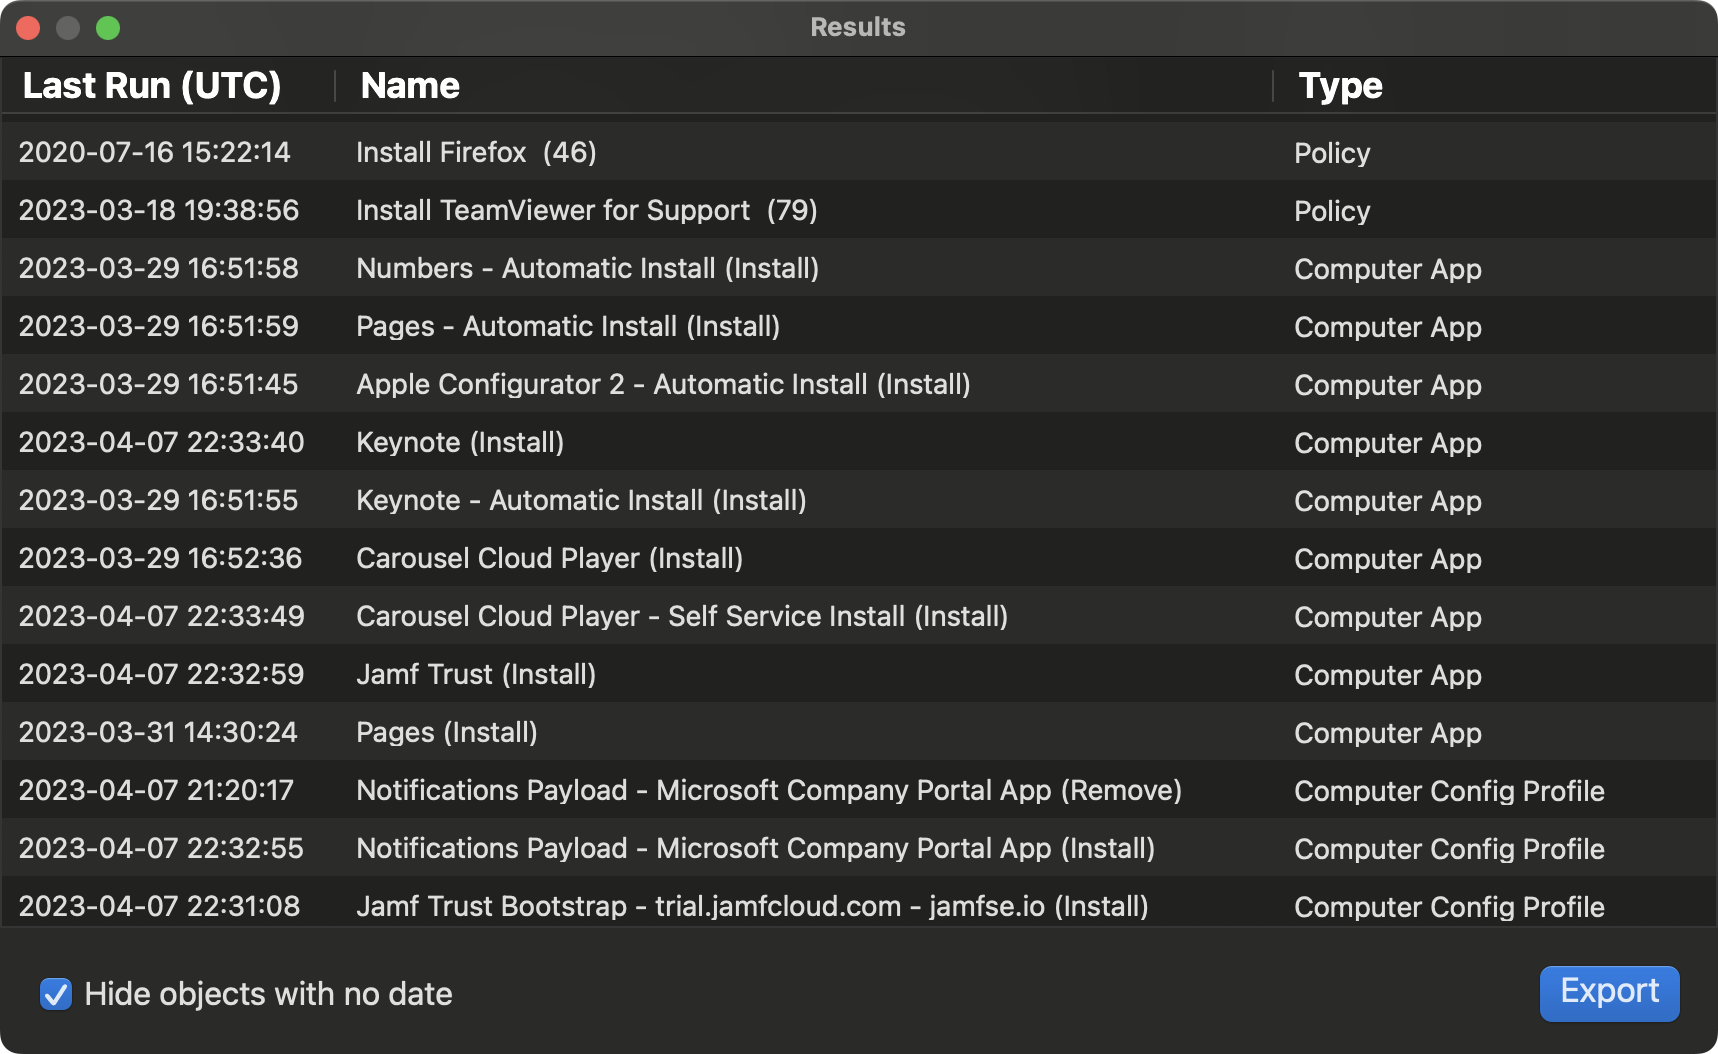 Results
Last Run (UTC) Name Type
2020-07-16 15:22:14 Install Firefox  (46) Policy
2023-03-18 19:38:56 Install TeamViewer for Support  (79) Policy
2023-03-29 16:51:58 Numbers - Automatic Install (Install) Computer App
2023-03-29 16:51:59 Pages - Automatic Install (Install) Computer App
2023-03-29 16:51:45 Apple Configurator 2 - Automatic Install (Install) Computer App
2023-04-07 22:33:40 Keynote (Install) Computer App
2023-03-29 16:51:55 Keynote - Automatic Install (Install) Computer App
2023-03-29 16:52:36 Carousel Cloud Player (Install) Computer App
2023-04-07 22:33:49 Carousel Cloud Player - Self Service Install (Install) Computer App
2023-04-07 22:32:59 Jamf Trust (Install) Computer App
2023-03-31 14:30:24 Pages (Install) Computer App
2023-04-07 21:20:17 Notifications Payload - Microsoft Company Portal App (Remove) Computer Config Profile
2023-04-07 22:32:55 Notifications Payload - Microsoft Company Portal App (Install) Computer Config Profile
2023-04-07 22:31:08 Jamf Trust Bootstrap - trial.jamfcloud.com - jamfse.io (Install) Computer Config Profile
Hide objects with no date Export